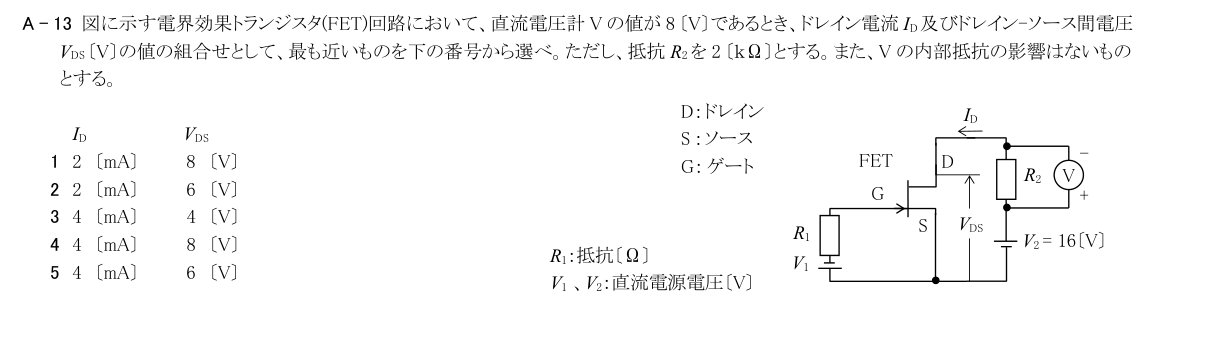 A－13 図に示す電界効果トランジスタ(FET)回路において、直流電圧計Ｖの値が8〔V〕であるとき、ドレイン電流ID及びドレイン-ソース間電圧
VDS〔V〕の値の組合せとして、最も近いものを下の番号から選べ。ただし、抵抗R2を2〔kΩ〕とする。また、Ｖの内部抵抗の影響はないもの
とする。
ID VDS
1 2 〔mA〕 8 〔V〕
2 2 〔mA〕 6 〔V〕
3 4 〔mA〕 4 〔V〕
4 4 〔mA〕 8 〔V〕
5 4 〔mA〕 6 〔V〕
D：ドレイン
S：ソース
G：ゲート
R1：抵抗〔Ω〕
V1 、V2：直流電源電圧〔V〕
ID
FET D
G
S
R2 V
－
＋
VDS
R1
V1
V2 = 16〔V〕